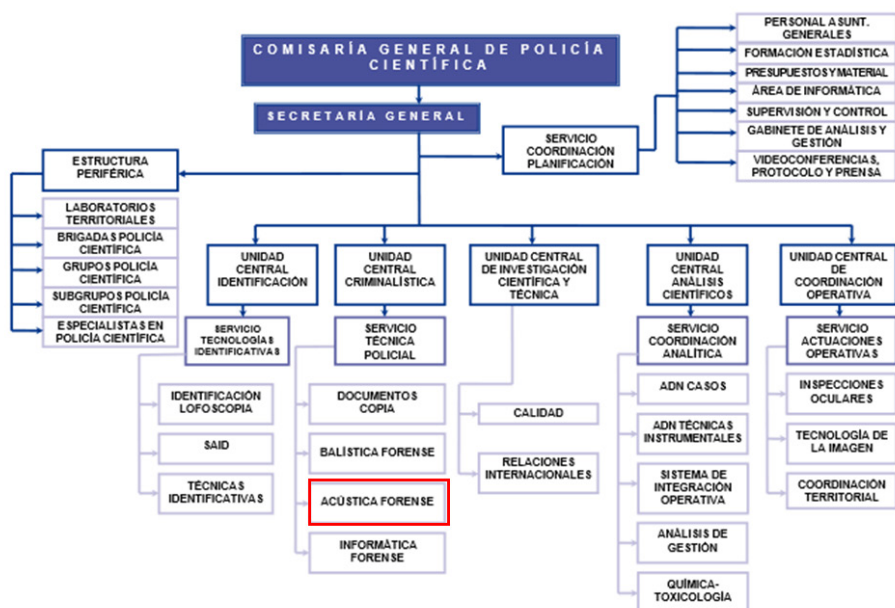 COMISARÍA GENERAL DE POLICÍA
CIENTÍFICA
SECRETARÍA GENERAL
SERVICIO
COORDINACIÓN
PLANIFICACIÓN
PERSONAL ASUNT.
GENERALES
FORMACIÓN ESTADÍSTICA
PRESUPUESTOS Y MATERIAL
ÁREA DE INFORMÁTICA
SUPERVISIÓN Y CONTROL
GABINETE DE ANÁLISIS Y
GESTIÓN
VIDEOCONFERENCIAS,
PROTOCOLO Y PRENSA
ESTRUCTURA
PERIFÉRICA
LABORATORIOS
TERRITORIALES
BRIGADAS POLICÍA
CIENTÍFICA
GRUPOS POLICÍA
CIENTÍFICA
SUBGRUPOS POLICÍA
CIENTÍFICA
ESPECIALISTAS EN
POLICÍA CIENTÍFICA
UNIDAD
CENTRAL
IDENTIFICACIÓN
SERVICIO
TECNOLOGÍAS
IDENTIFICATIVAS
IDENTIFICACIÓN
LOFOSCOPIA
SAID
TÉCNICAS
IDENTIFICATIVAS
UNIDAD
CENTRAL
CRIMINALÍSTICA
SERVICIO
TÉCNICA
POLICIAL
DOCUMENTOS
COPIA
BALÍSTICA FORENSE
ACÚSTICA FORENSE
INFORMÁTICA
FORENSE
UNIDAD CENTRAL
DE INVESTIGACIÓN
CIENTÍFICA Y
TÉCNICA
CALIDAD
RELACIONES
INTERNACIONALES
UNIDAD
CENTRAL
ANÁLISIS
CIENTÍFICOS
SERVICIO
COORDINACIÓN
ANALÍTICA
ADN CASOS
ADN TÉCNICAS
INSTRUMENTALES
SISTEMA DE
INTEGRACIÓN
OPERATIVA
ANÁLISIS DE
GESTIÓN
QUÍMICA-
TOXICOLOGÍA
UNIDAD CENTRAL
DE
COORDINACIÓN
OPERATIVA
SERVICIO
ACTUACIONES
OPERATIVAS
INSPECCIONES
OCULARES
TECNOLOGÍA DE
LA IMAGEN
COORDINACIÓN
TERRITORIAL